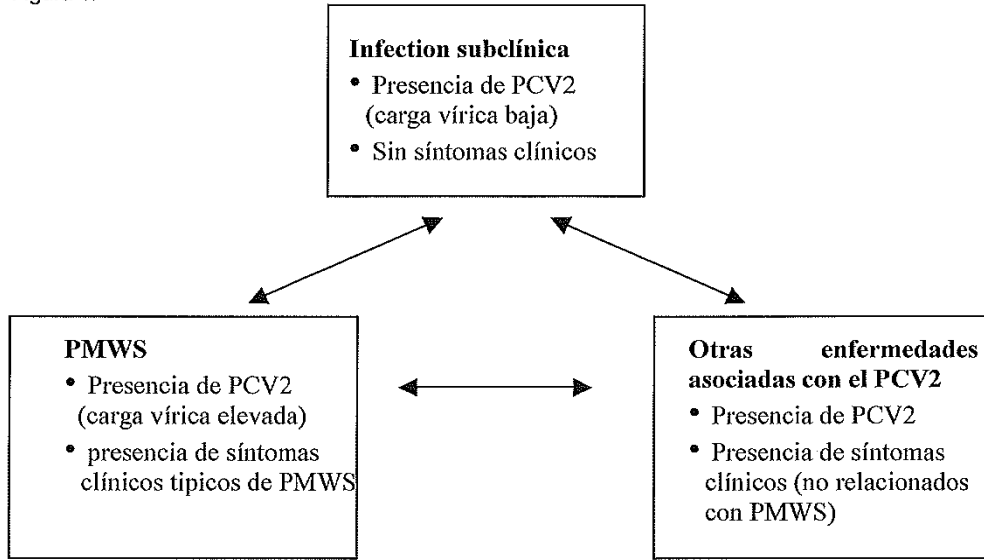 Infection subclínica
• Presencia de PCV2
(carga vírica baja)
• Sin síntomas clínicos
PMWS
• Presencia de PCV2
(carga vírica elevada)
• presencia de síntomas
clínicos tipicos de PMWS
Otras enfermedades
asociadas con el PCV2
• Presencia de PCV2
• Presencia de síntomas
clínicos (no relacionados
con PMWS)